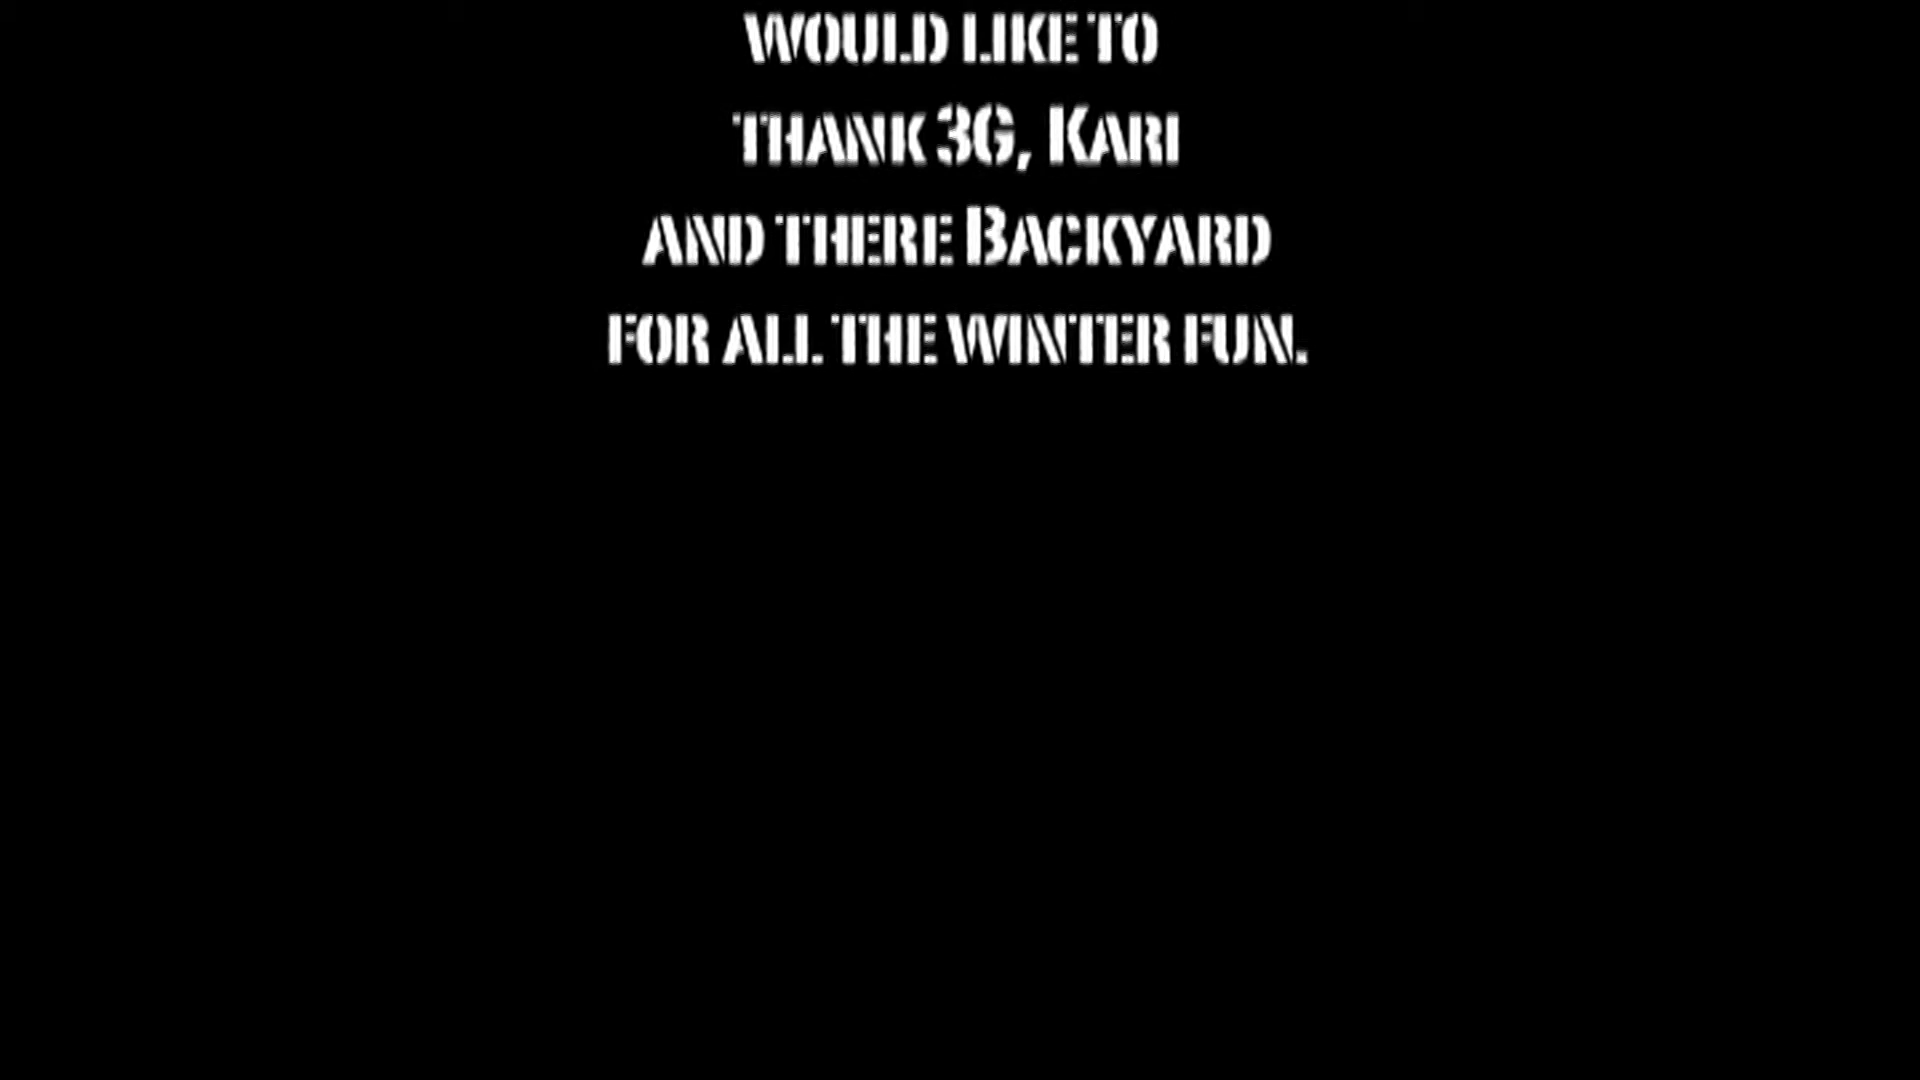 would like to
thank 3G, Kari
and there Backyard
for all the winter fun.